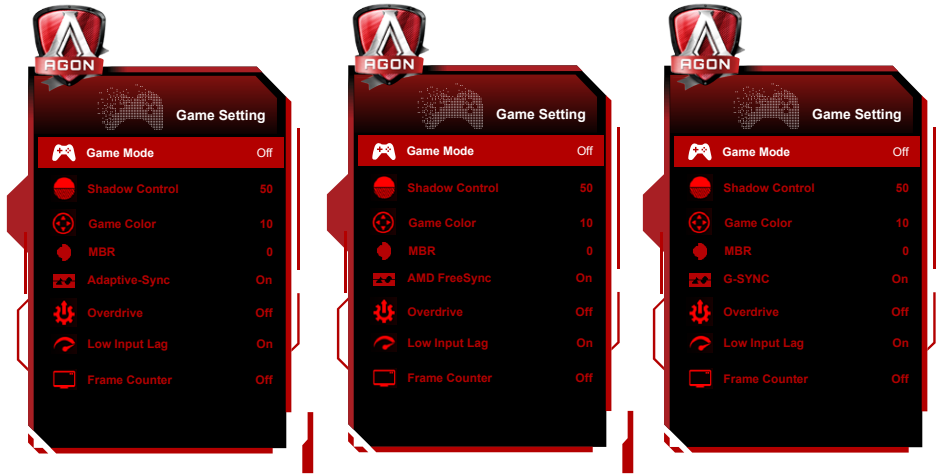 AGON
Game Setting
Game Mode Off
Shadow Control 50
Game Color 10
MBR 0
Adaptive-Sync On
Overdrive Off
Low Input Lag On
Frame Counter Off
AGON
Game Setting
Game Mode Off
Shadow Control 50
Game Color 10
MBR 0
AMD FreeSync On
Overdrive Off
Low Input Lag On
Frame Counter Off
AGON
Game Setting
Game Mode Off
Shadow Control 50
Game Color 10
MBR 0
G-SYNC On
Overdrive Off
Low Input Lag On
Frame Counter Off